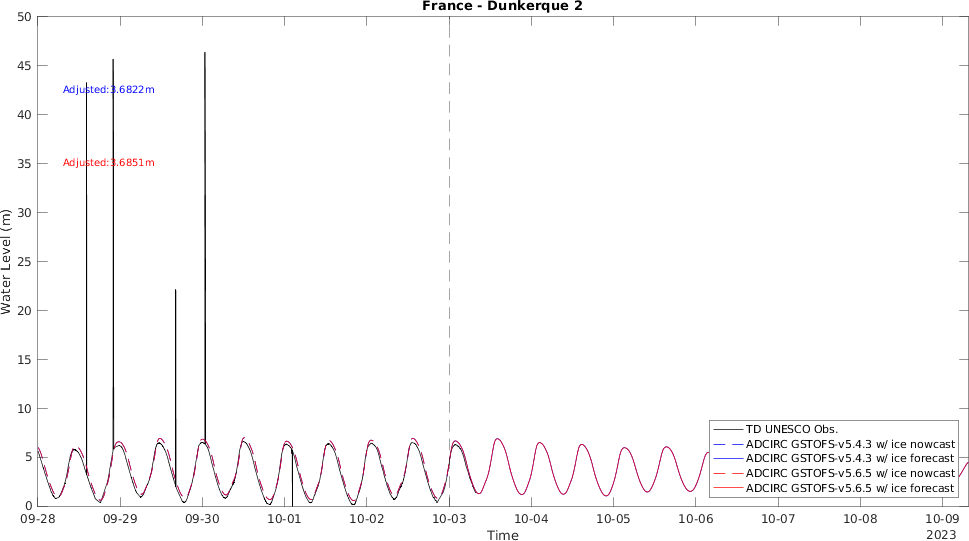 France - Dunkerque 2
50
45
40
35
30
25
20
15
10
5
0
Water Level (m)
Adjusted:3.6822m
Adjusted:3.6851m
TD UNESCO Obs.
ADCIRC GSTOFS-v5.4.3 w/ ice nowcast
ADCIRC GSTOFS-v5.4.3 w/ ice forecast
ADCIRC GSTOFS-v5.6.5 w/ ice nowcast
ADCIRC GSTOFS-v5.6.5 w/ ice forecast
09-28 09-29 09-30 10-01 10-02 10-03 10-04 10-05 10-06 10-07 10-08 10-09
2023
Time